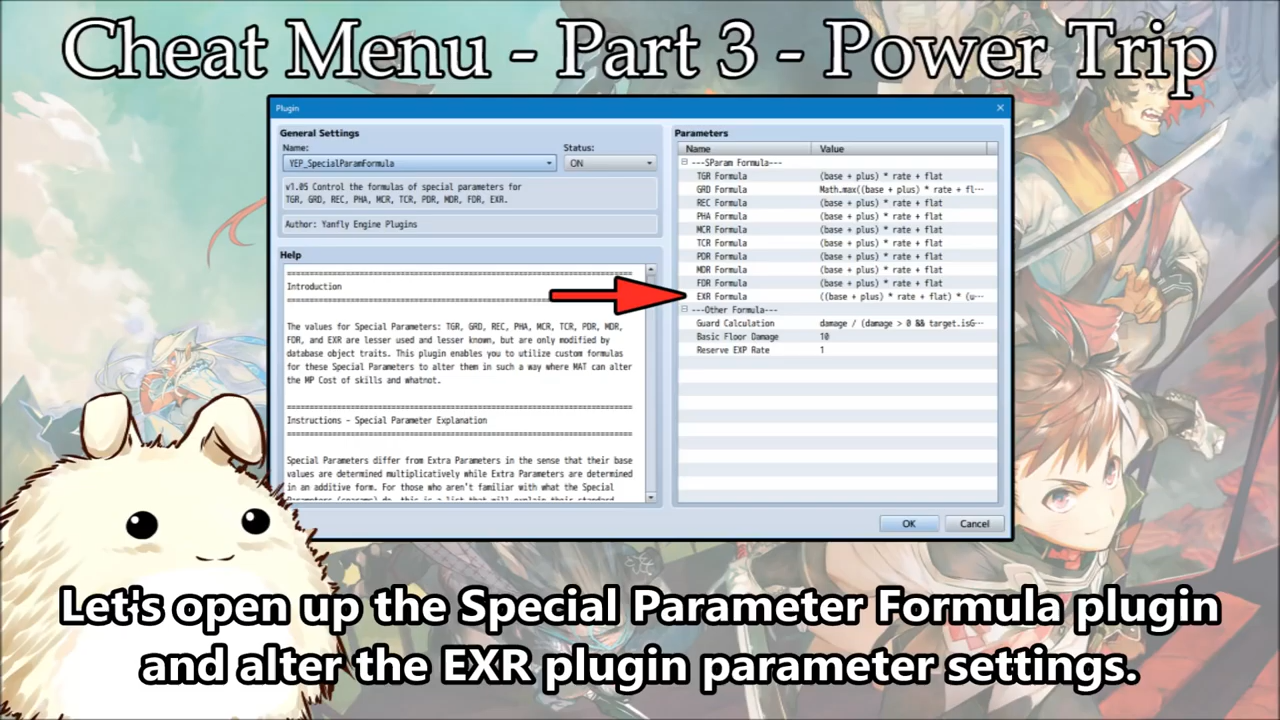 Cheat Menu - Part 3 - Power Trip
Plugin
General Settings
Name:
Status:
YEP_SpecialParamFormula
ON
v1.05 Control the formulas of special parameters for
TGR, GRD, REC, PHA, MCR, TCR, PDR, MDR, FDR, EXR.
Author: Yanfly Engine Plugins
Help
================================================================
Introduction
================================================================
The values for Special Parameters: TGR, GRD, REC, PHA, MCR, TCR, PDR, MDR,
FDR, and EXR are lesser used and lesser known, but are only modified by
database object traits. This plugin enables you to utilize custom formulas
for these Special Parameters to alter them in such a way where MAT can alter
the MP Cost of skills and whatnot.
================================================================
Instructions - Special Parameter Explanation
================================================================
Special Parameters differ from Extra Parameters in the sense that their base
values are determined multiplicatively while Extra Parameters are determined
in an additive form. For those who aren't familiar with what the Special
Parameters (sparams) do, this is a list that will explain their standard
Parameters
Name Value
---SParam Formula---
TGR Formula (base + plus) * rate + flat
GRD Formula Math.max((base + plus) * rate + fl...
REC Formula (base + plus) * rate + flat
PHA Formula (base + plus) * rate + flat
MCR Formula (base + plus) * rate + flat
TCR Formula (base + plus) * rate + flat
PDR Formula (base + plus) * rate + flat
MDR Formula (base + plus) * rate + flat
FDR Formula (base + plus) * rate + flat
EXR Formula ((base + plus) * rate + flat) * (u...
---Other Formula---
Guard Calculation damage / (damage > 0 && target.isG...
Basic Floor Damage 10
Reserve EXP Rate 1
OK
Cancel
Let's open up the Special Parameter Formula plugin
and alter the EXR plugin parameter settings.